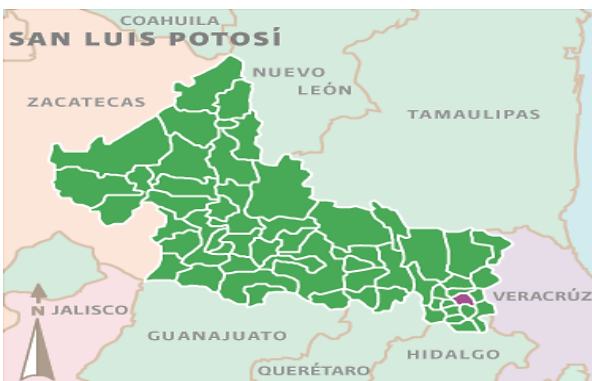 COAHUILA
SAN LUIS POTOSÍ
NUEVO
LEÓN
ZACATECAS
TAMAULIPAS
VERACRÚZ
N JALISCO
GUANAJUATO
HIDALGO
QUERÉTARO